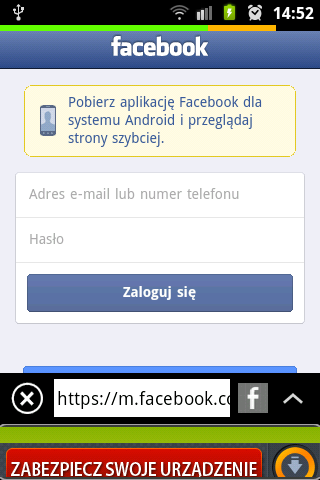 14:52
facebook
Pobierz aplikację Facebook dla
systemu Android i przeglądaj
strony szybciej.
Adres e-mail lub numer telefonu
Hasło
Zaloguj się
https://m.facebook.co
ZABEZPIECZ SWOJE URZĄDZENIE